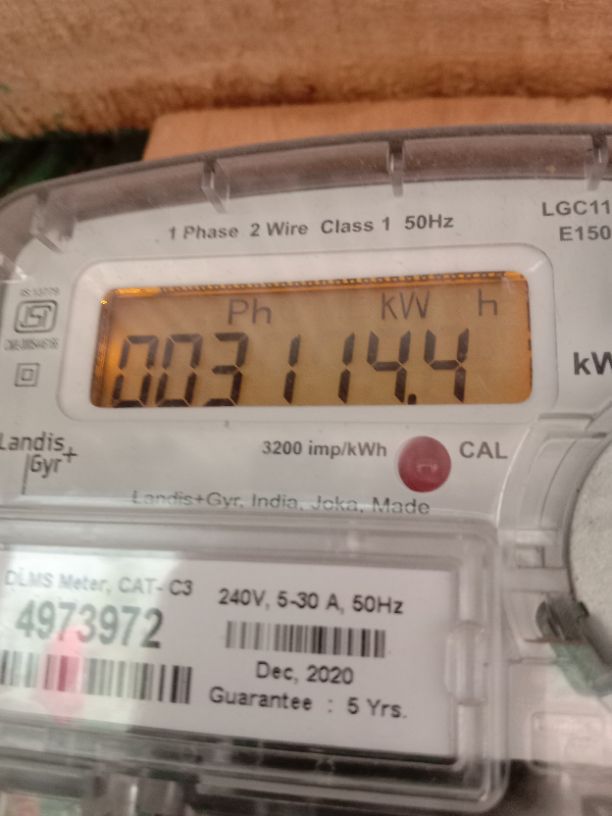 1 Phase 2 Wire Class 1 50Hz
LGC11
E150
IS 13779
Ph kW h
003114.4
kW
Landis
Gyr+
3200 imp/kWh
CAL
Landis+Gyr, India, Joka, Made
DLMS Meter, CAT- C3
4973972
240V, 5-30 A, 50Hz
Dec, 2020
Guarantee : 5 Yrs.